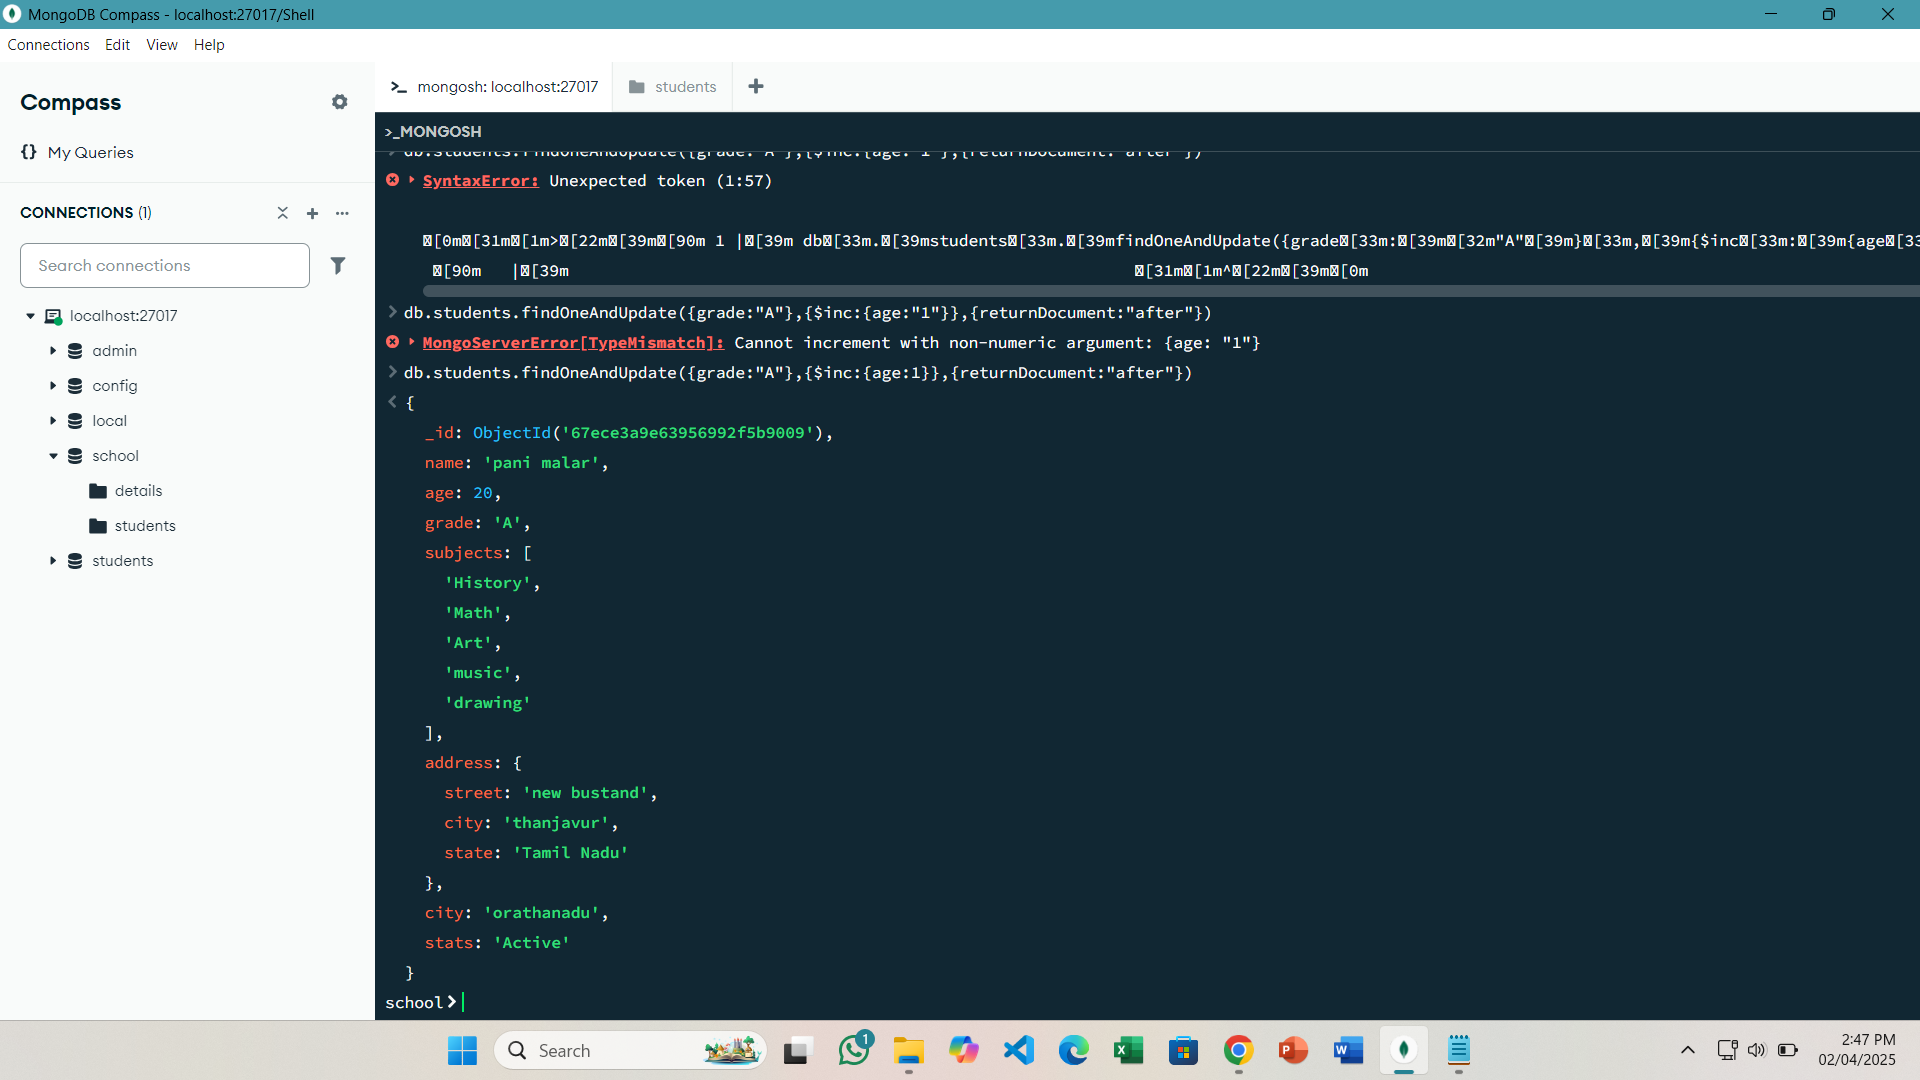 MongoDB Compass - localhost:27017/Shell
Connections Edit View Help
Compass
My Queries
CONNECTIONS (1)
Search connections
localhost:27017
admin
config
local
school
details
students
students
mongosh: localhost:27017
students
>_MONGOSH
db.students.findOneAndUpdate({grade:"A"},{$inc:{age:"1"},{returnDocument:"after"})
SyntaxError: Unexpected token (1:57)
[0m[31m[1m>[22m[39m[90m 1 |[39m db[33m.[39mstudents[33m.[39mfindOneAndUpdate({grade[33m:[39m[32m"A"[39m}[33m,[39m{$inc[33m:[39m{age[33
[90m |[39m [31m[1m^[22m[39m[0m
db.students.findOneAndUpdate({grade:"A"},{$inc:{age:"1"}},{returnDocument:"after"})
MongoServerError[TypeMismatch]: Cannot increment with non-numeric argument: {age: "1"}
db.students.findOneAndUpdate({grade:"A"},{$inc:{age:1}},{returnDocument:"after"})
{
_id: ObjectId('67ece3a9e63956992f5b9009'),
name: 'pani malar',
age: 20,
grade: 'A',
subjects: [
'History',
'Math',
'Art',
'music',
'drawing'
],
address: {
street: 'new bustand',
city: 'thanjavur',
state: 'Tamil Nadu'
},
city: 'orathanadu',
stats: 'Active'
}
school>
Search
1
2:47 PM
02/04/2025